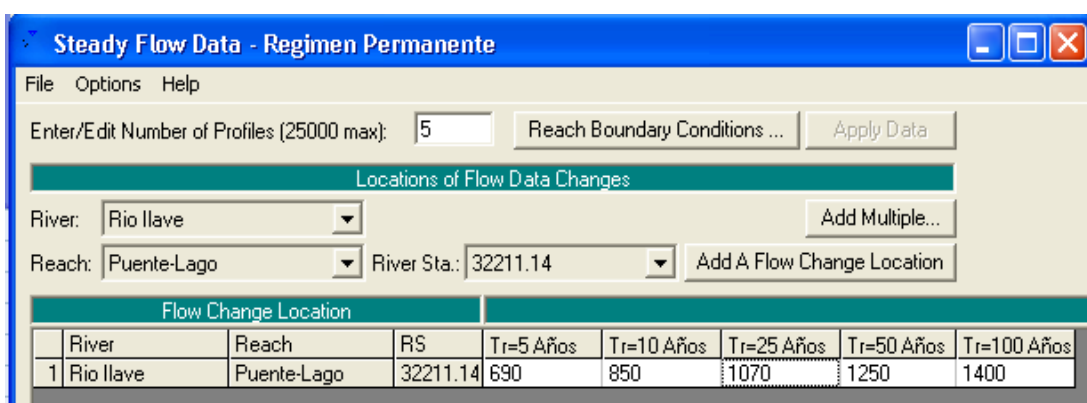 Steady Flow Data - Regimen Permanente
File Options Help
Enter/Edit Number of Profiles (25000 max): 5 Reach Boundary Conditions ... Apply Data
Locations of Flow Data Changes
River: Rio Ilave Add Multiple...
Reach: Puente-Lago River Sta.: 32211.14 Add A Flow Change Location
Flow Change Location
River Reach RS Tr=5 Años Tr=10 Años Tr=25 Años Tr=50 Años Tr=100 Años
1 Rio Ilave Puente-Lago 32211.14 690 850 1070 1250 1400